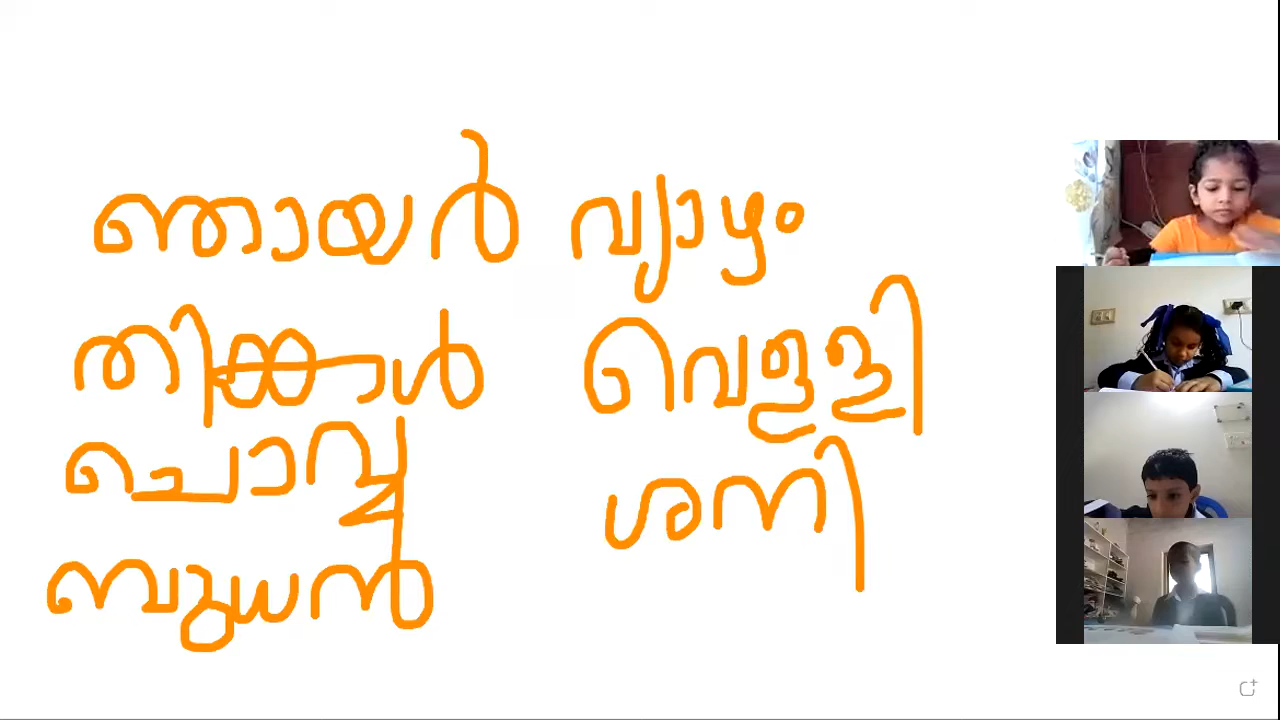 ഞായർ വ്യാഴം
തിങ്കൾ വെള്ളി
ചൊവ്വ ശനി
ബുധൻ